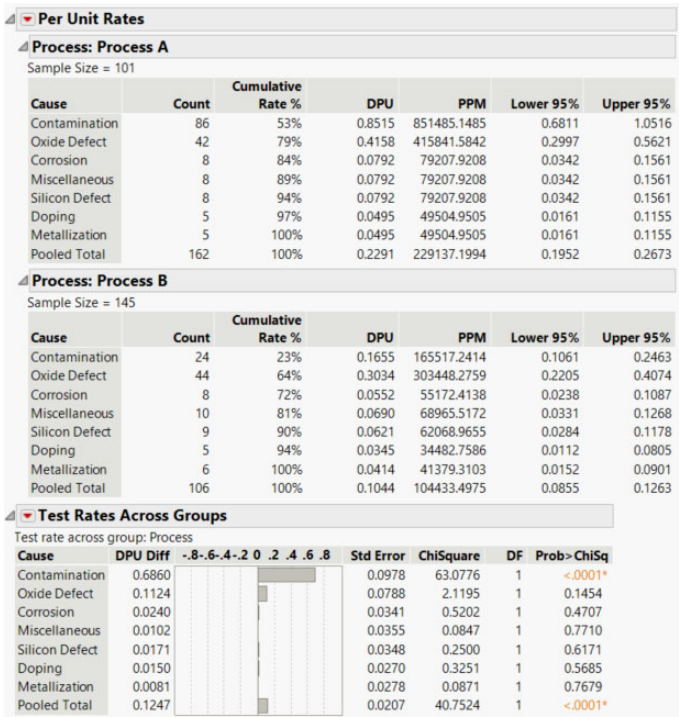 Per Unit Rates
Process: Process A
Sample Size = 101
Cumulative
Cause Count Rate % DPU PPM Lower 95% Upper 95%
Contamination 86 53% 0.8515 851485.1485 0.6811 1.0516
Oxide Defect 42 79% 0.4158 415841.5842 0.2997 0.5621
Corrosion 8 84% 0.0792 79207.9208 0.0342 0.1561
Miscellaneous 8 89% 0.0792 79207.9208 0.0342 0.1561
Silicon Defect 8 94% 0.0792 79207.9208 0.0342 0.1561
Doping 5 97% 0.0495 49504.9505 0.0161 0.1155
Metallization 5 100% 0.0495 49504.9505 0.0161 0.1155
Pooled Total 162 100% 0.2291 229137.1994 0.1952 0.2673
Process: Process B
Sample Size = 145
Cumulative
Cause Count Rate % DPU PPM Lower 95% Upper 95%
Contamination 24 23% 0.1655 165517.2414 0.1061 0.2463
Oxide Defect 44 64% 0.3034 303448.2759 0.2205 0.4074
Corrosion 8 72% 0.0552 55172.4138 0.0238 0.1087
Miscellaneous 10 81% 0.0690 68965.5172 0.0331 0.1268
Silicon Defect 9 90% 0.0621 62068.9655 0.0284 0.1178
Doping 5 94% 0.0345 34482.7586 0.0112 0.0805
Metallization 6 100% 0.0414 41379.3103 0.0152 0.0901
Pooled Total 106 100% 0.1044 104433.4975 0.0855 0.1263
Test Rates Across Groups
Test rate across group: Process
Cause DPU Diff -.8-.6-.4-.2 0 .2 .4 .6 .8 Std Error ChiSquare DF Prob>ChiSq
Contamination 0.6860 0.0978 63.0776 1 <.0001*
Oxide Defect 0.1124 0.0788 2.1195 1 0.1454
Corrosion 0.0240 0.0341 0.5202 1 0.4707
Miscellaneous 0.0102 0.0355 0.0847 1 0.7710
Silicon Defect 0.0171 0.0348 0.2500 1 0.6171
Doping 0.0150 0.0270 0.3251 1 0.5685
Metallization 0.0081 0.0278 0.0871 1 0.7679
Pooled Total 0.1247 0.0207 40.7524 1 <.0001*